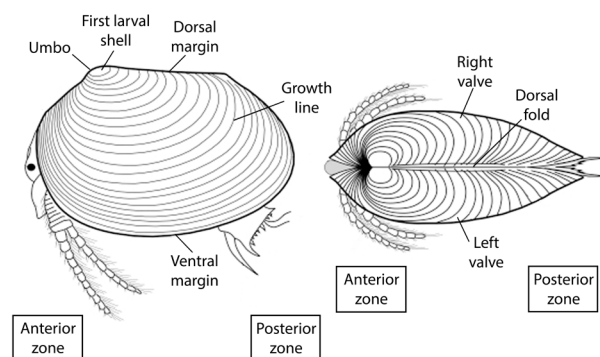 First larval
shell
Dorsal
margin
Umbo
Growth
line
Ventral
margin
Anterior
zone
Posterior
zone
Right
valve
Dorsal
fold
Left
valve
Anterior
zone
Posterior
zone